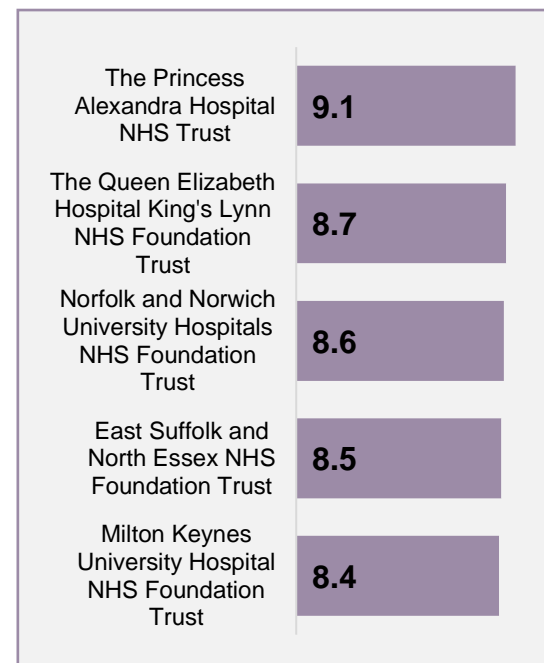 The Princess
Alexandra Hospital
NHS Trust
9.1
The Queen Elizabeth
Hospital King's Lynn
NHS Foundation
Trust
8.7
Norfolk and Norwich
University Hospitals
NHS Foundation
Trust
8.6
East Suffolk and
North Essex NHS
Foundation Trust
8.5
Milton Keynes
University Hospital
NHS Foundation
Trust
8.4